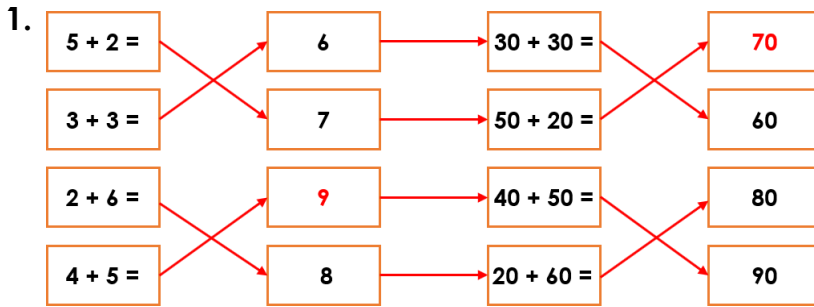 1.
5 + 2 = 6 30 + 30 = 70
3 + 3 = 7 50 + 20 = 60
2 + 6 = 9 40 + 50 = 80
4 + 5 = 8 20 + 60 = 90